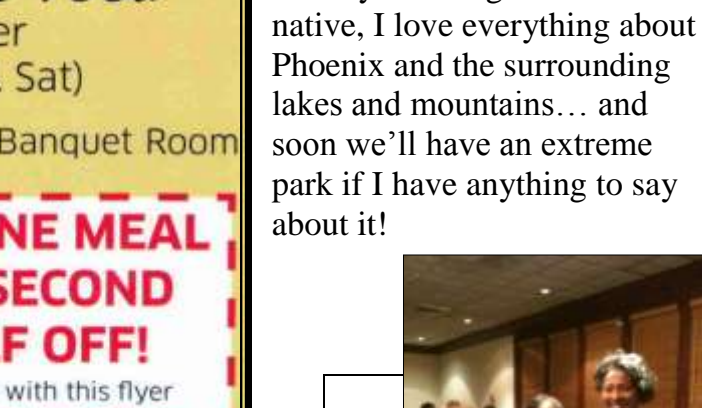 er
Sat)
Banquet Room
NE MEAL
SECOND
F OFF!
with this flyer
native, I love everything about
Phoenix and the surrounding
lakes and mountains… and
soon we’ll have an extreme
park if I have anything to say
about it!